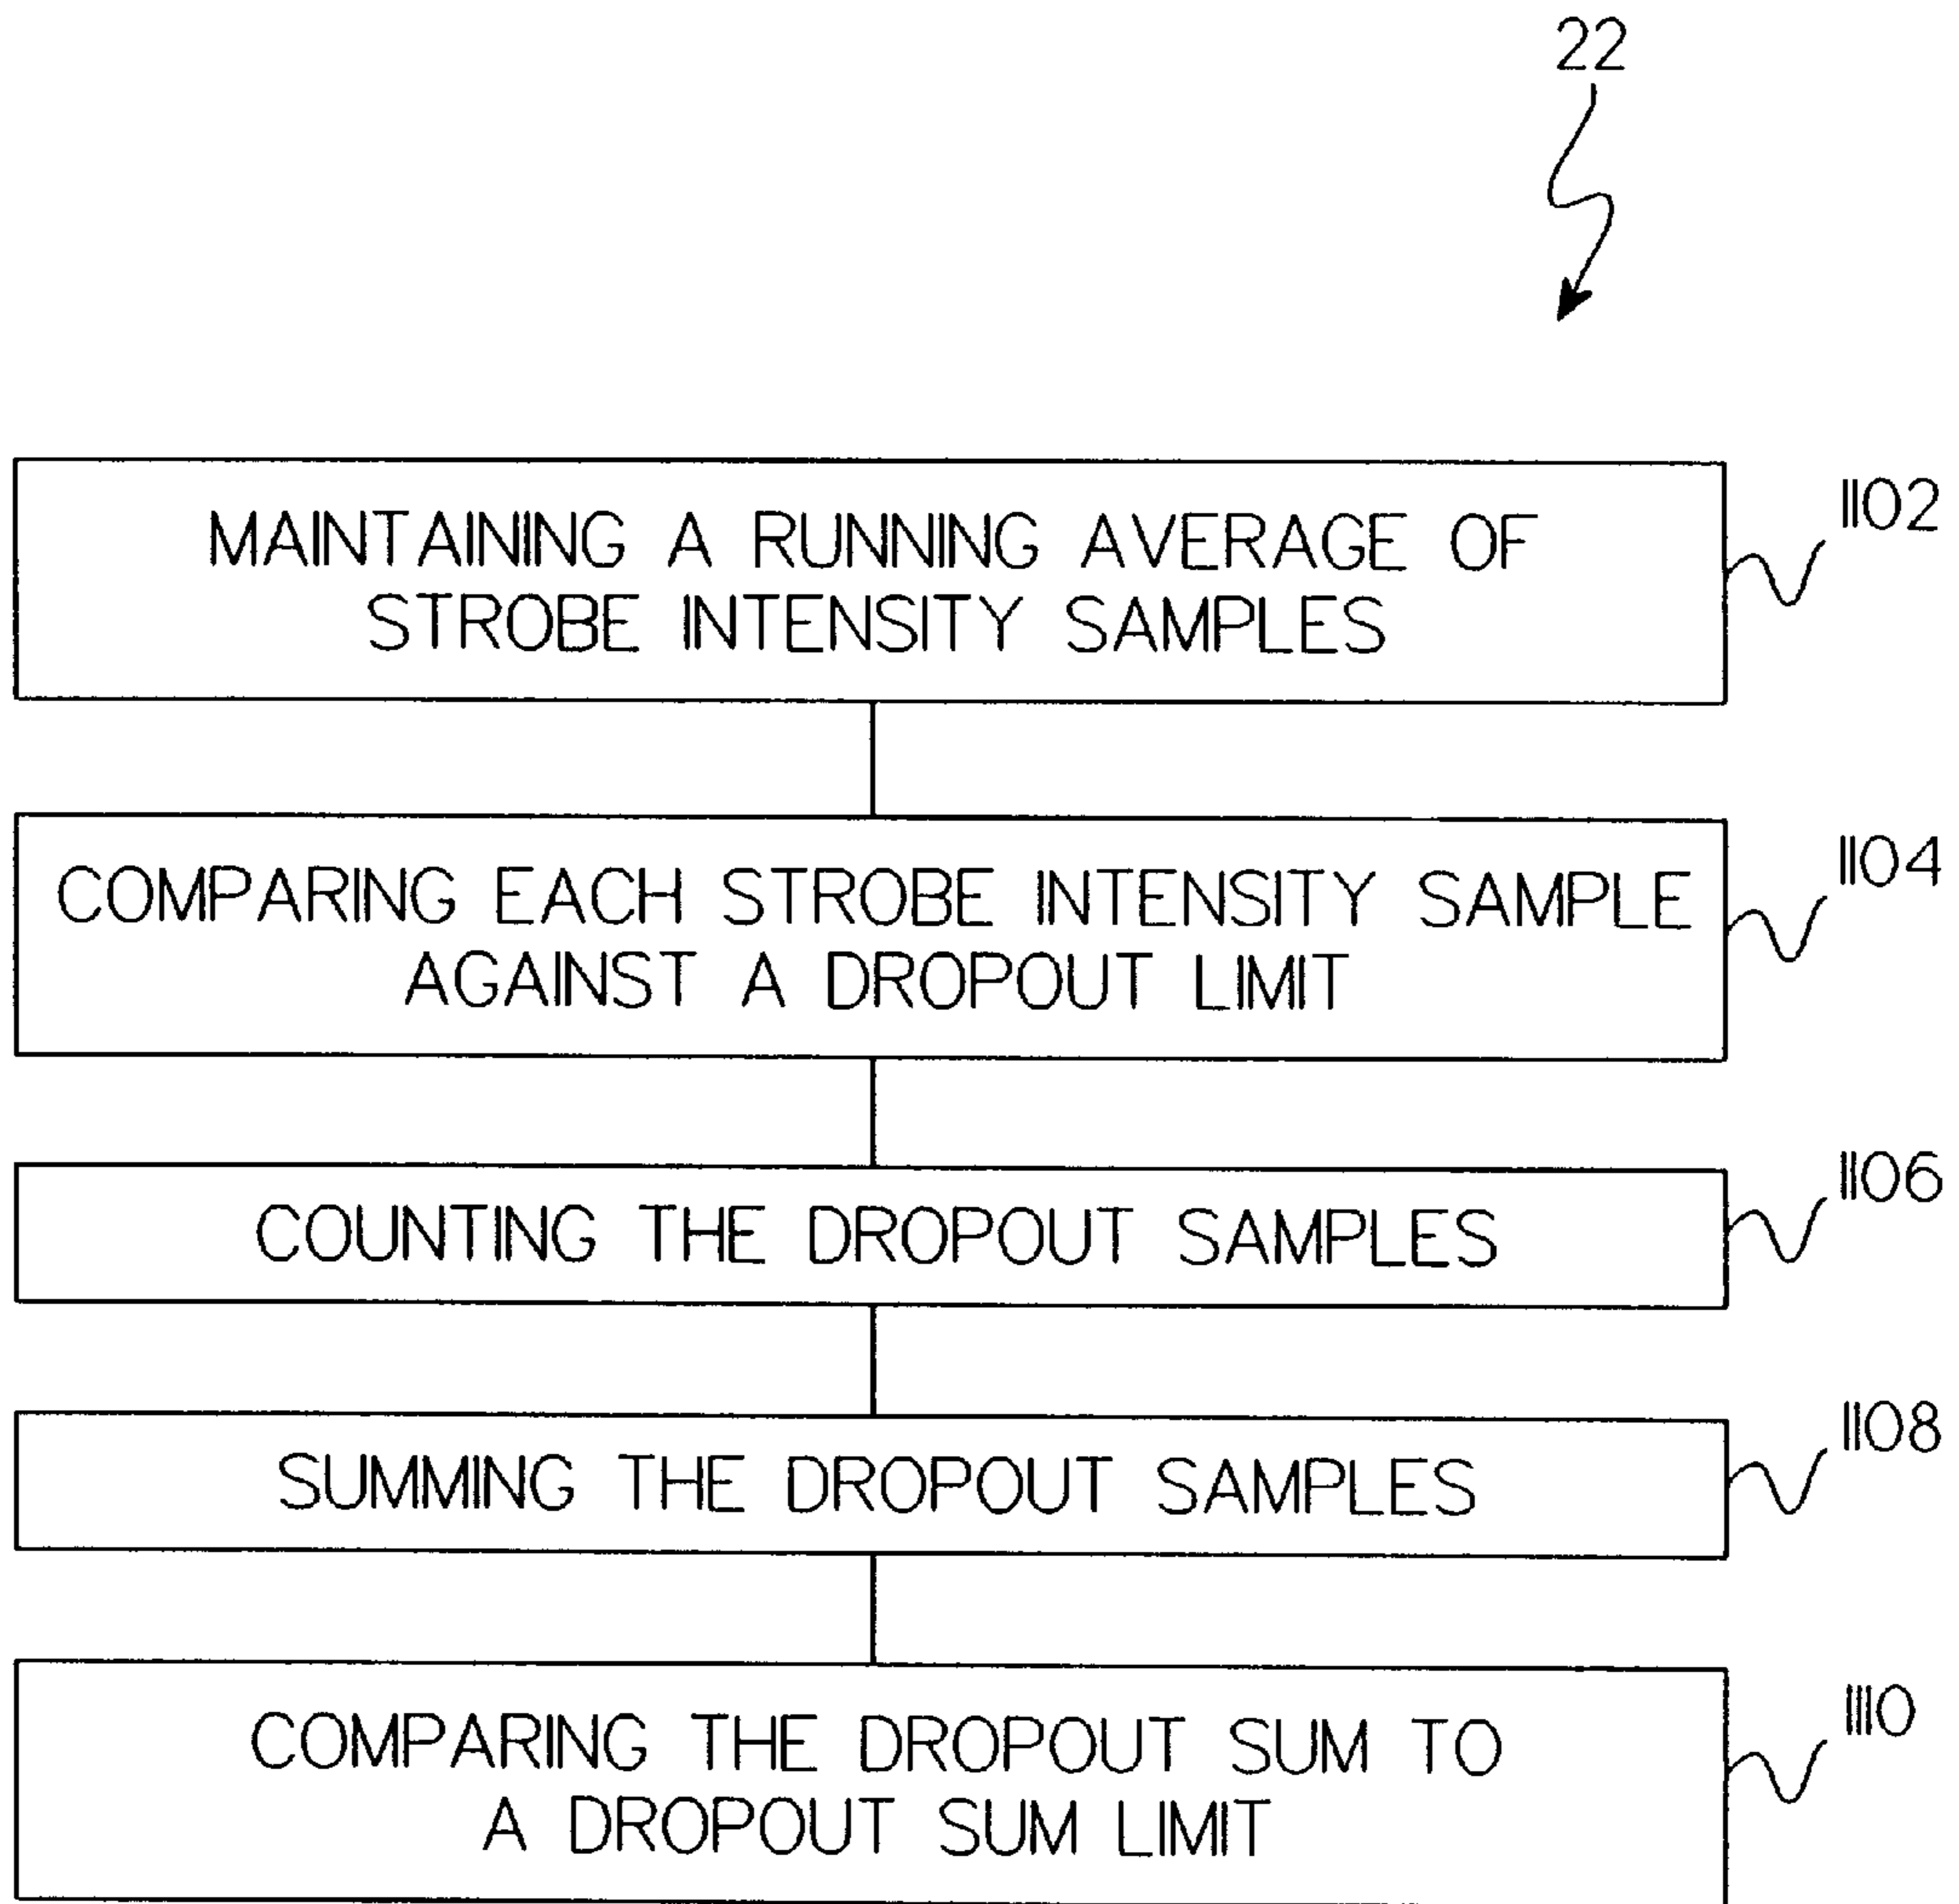 22
MAINTAINING A RUNNING AVERAGE OF
STROBE INTENSITY SAMPLES
1102
COMPARING EACH STROBE INTENSITY SAMPLE
AGAINST A DROPOUT LIMIT
1104
COUNTING THE DROPOUT SAMPLES
1106
SUMMING THE DROPOUT SAMPLES
1108
COMPARING THE DROPOUT SUM TO
A DROPOUT SUM LIMIT
1110